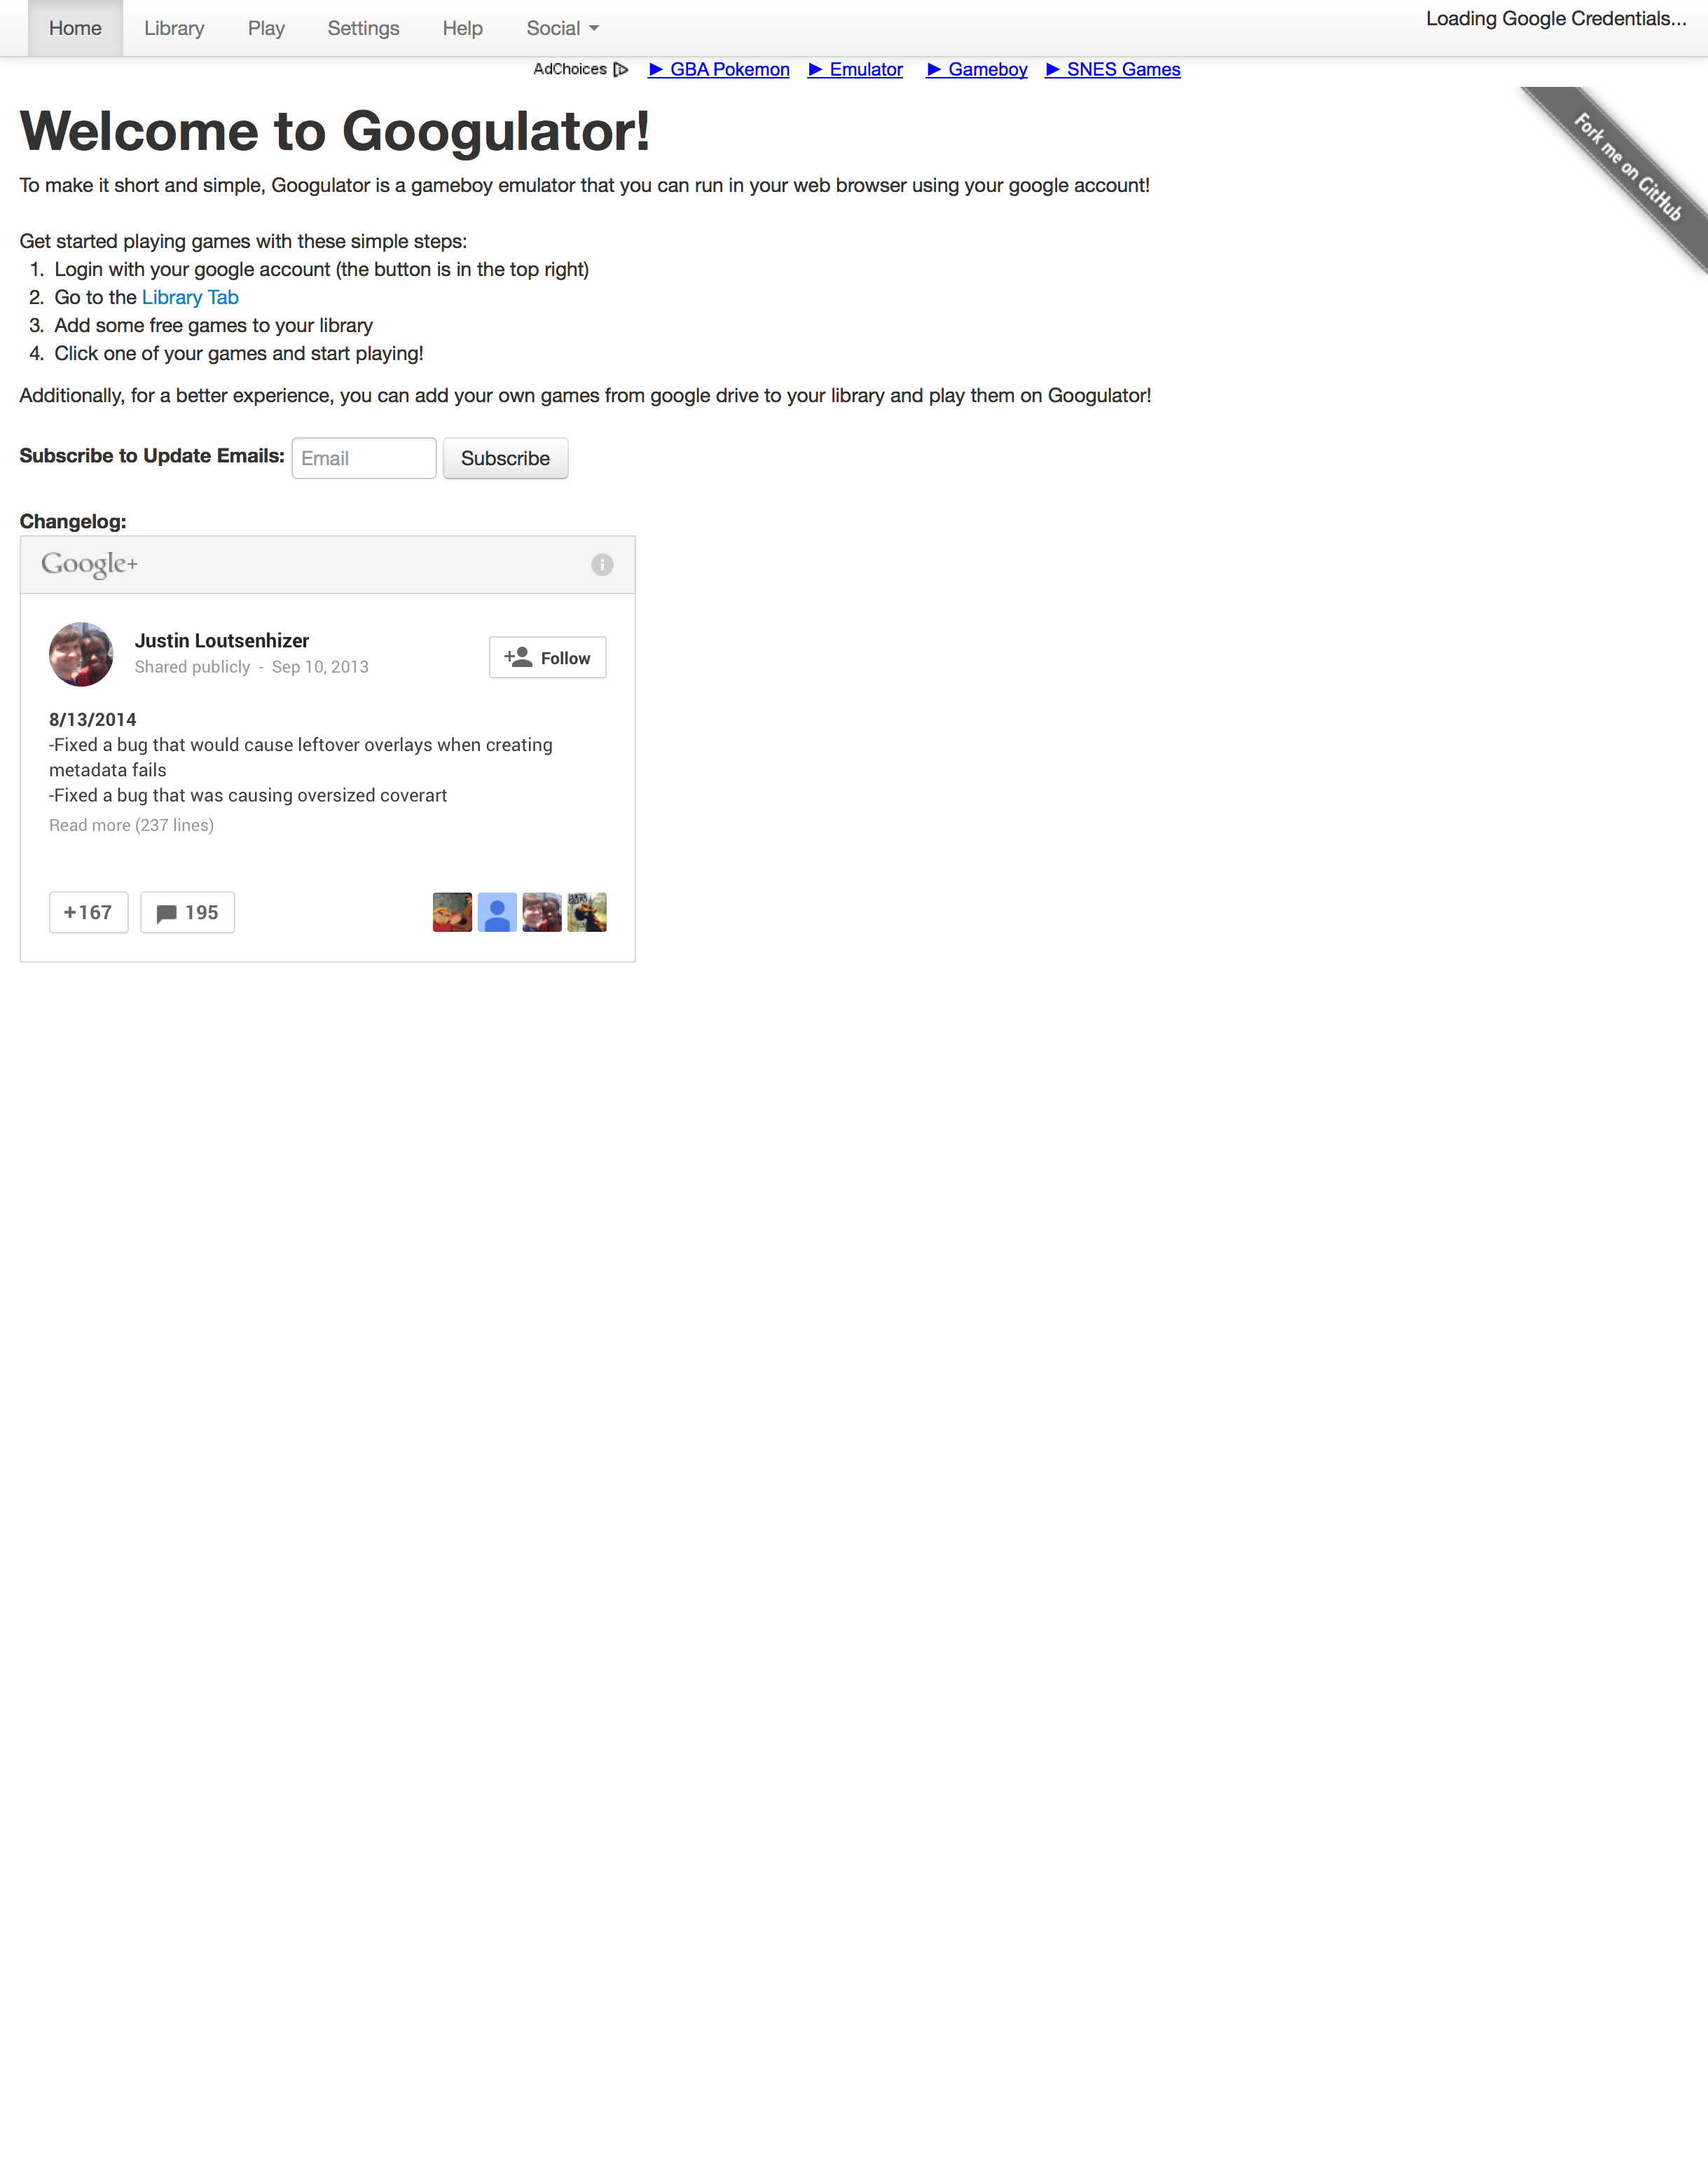 Home Library Play Settings Help Social Loading Google Credentials...
AdChoices ► GBA Pokemon ► Emulator ► Gameboy ► SNES Games
Fork me on GitHub
Welcome to Googulator!
To make it short and simple, Googulator is a gameboy emulator that you can run in your web browser using your google account!
Get started playing games with these simple steps:
1. Login with your google account (the button is in the top right)
2. Go to the Library Tab
3. Add some free games to your library
4. Click one of your games and start playing!
Additionally, for a better experience, you can add your own games from google drive to your library and play them on Googulator!
Subscribe to Update Emails: Email Subscribe
Changelog:
Google+
Justin Loutsenhizer
Shared publicly - Sep 10, 2013
Follow
8/13/2014
-Fixed a bug that would cause leftover overlays when creating
metadata fails
-Fixed a bug that was causing oversized coverart
Read more (237 lines)
+167 195